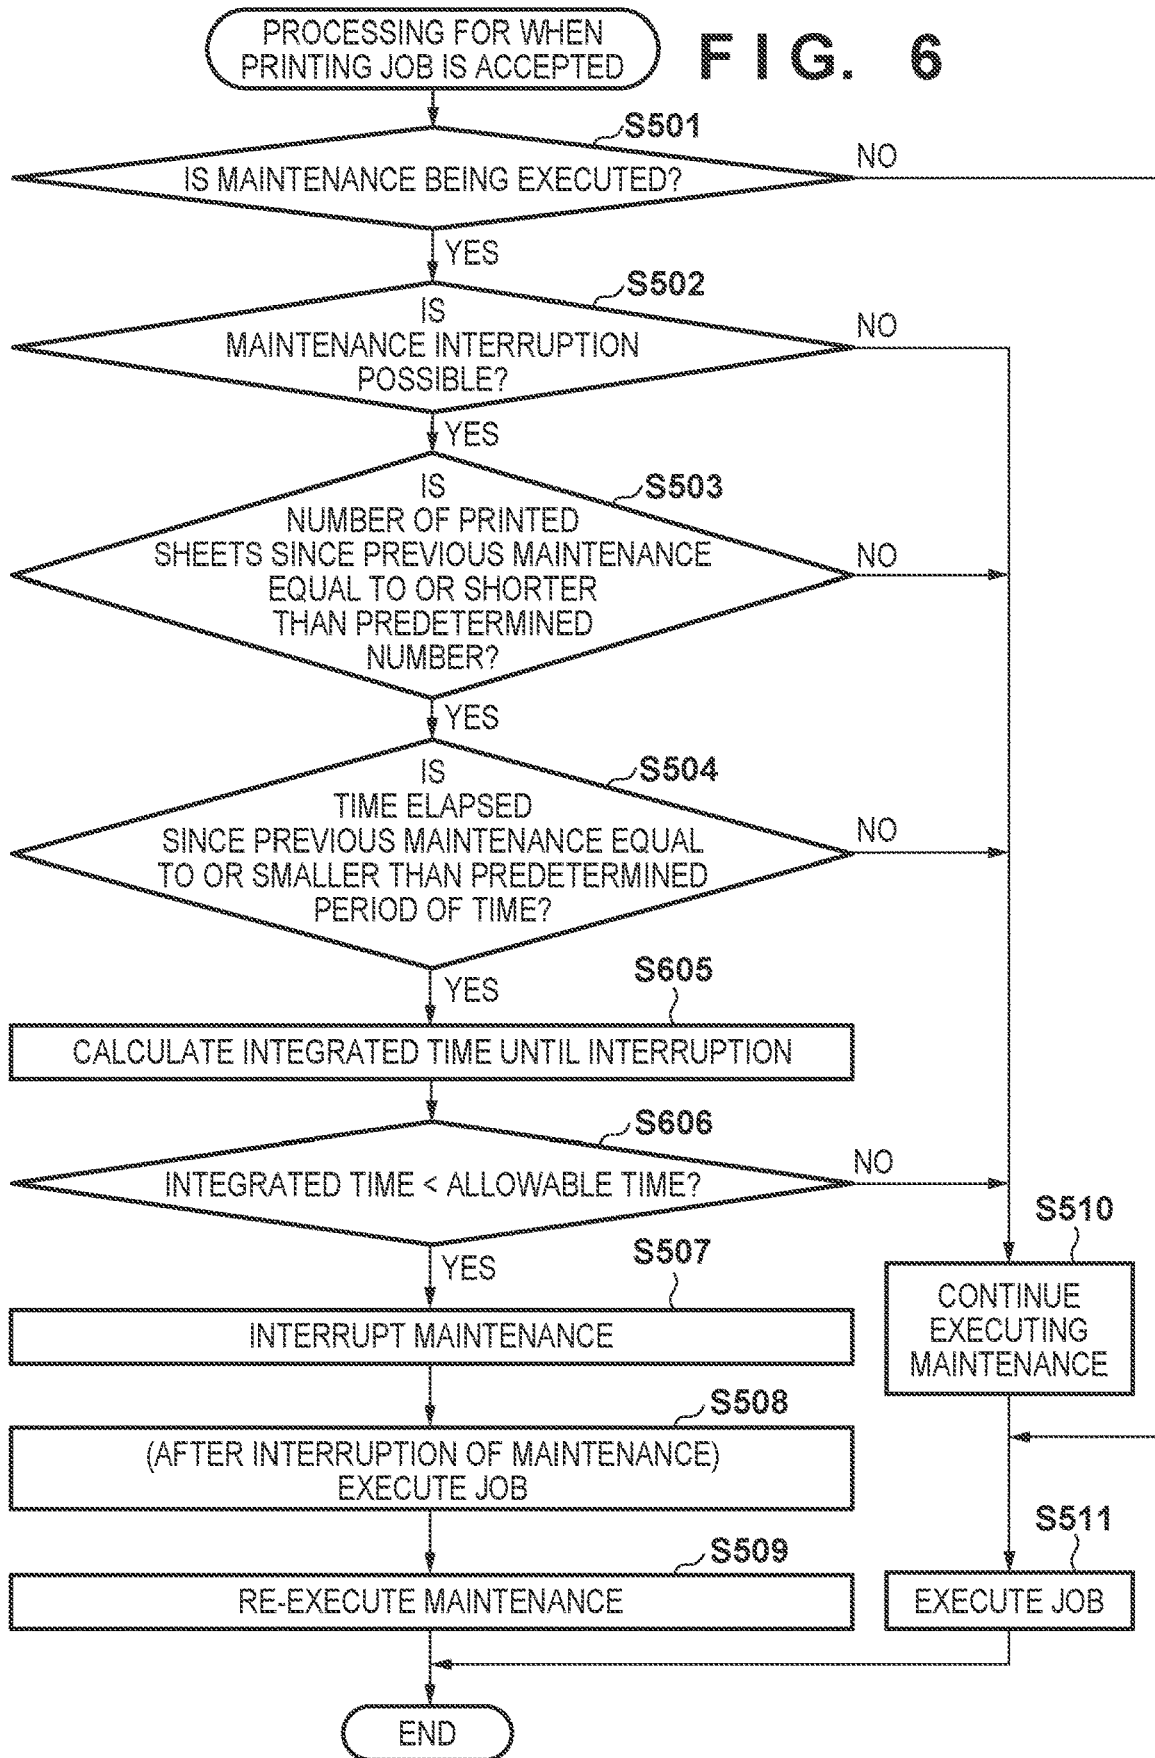 PROCESSING FOR WHEN
PRINTING JOB IS ACCEPTED
FIG. 6
S501
IS MAINTENANCE BEING EXECUTED?
NO
YES
S502
IS
MAINTENANCE INTERRUPTION
POSSIBLE?
NO
YES
S503
IS
NUMBER OF PRINTED
SHEETS SINCE PREVIOUS MAINTENANCE
EQUAL TO OR SHORTER
THAN PREDETERMINED
NUMBER?
NO
YES
S504
IS
TIME ELAPSED
SINCE PREVIOUS MAINTENANCE EQUAL
TO OR SMALLER THAN PREDETERMINED
PERIOD OF TIME?
NO
YES
S605
CALCULATE INTEGRATED TIME UNTIL INTERRUPTION
S606
INTEGRATED TIME < ALLOWABLE TIME?
NO
YES
S507
INTERRUPT MAINTENANCE
S510
CONTINUE
EXECUTING
MAINTENANCE
S508
(AFTER INTERRUPTION OF MAINTENANCE)
EXECUTE JOB
S509
RE-EXECUTE MAINTENANCE
S511
EXECUTE JOB
END